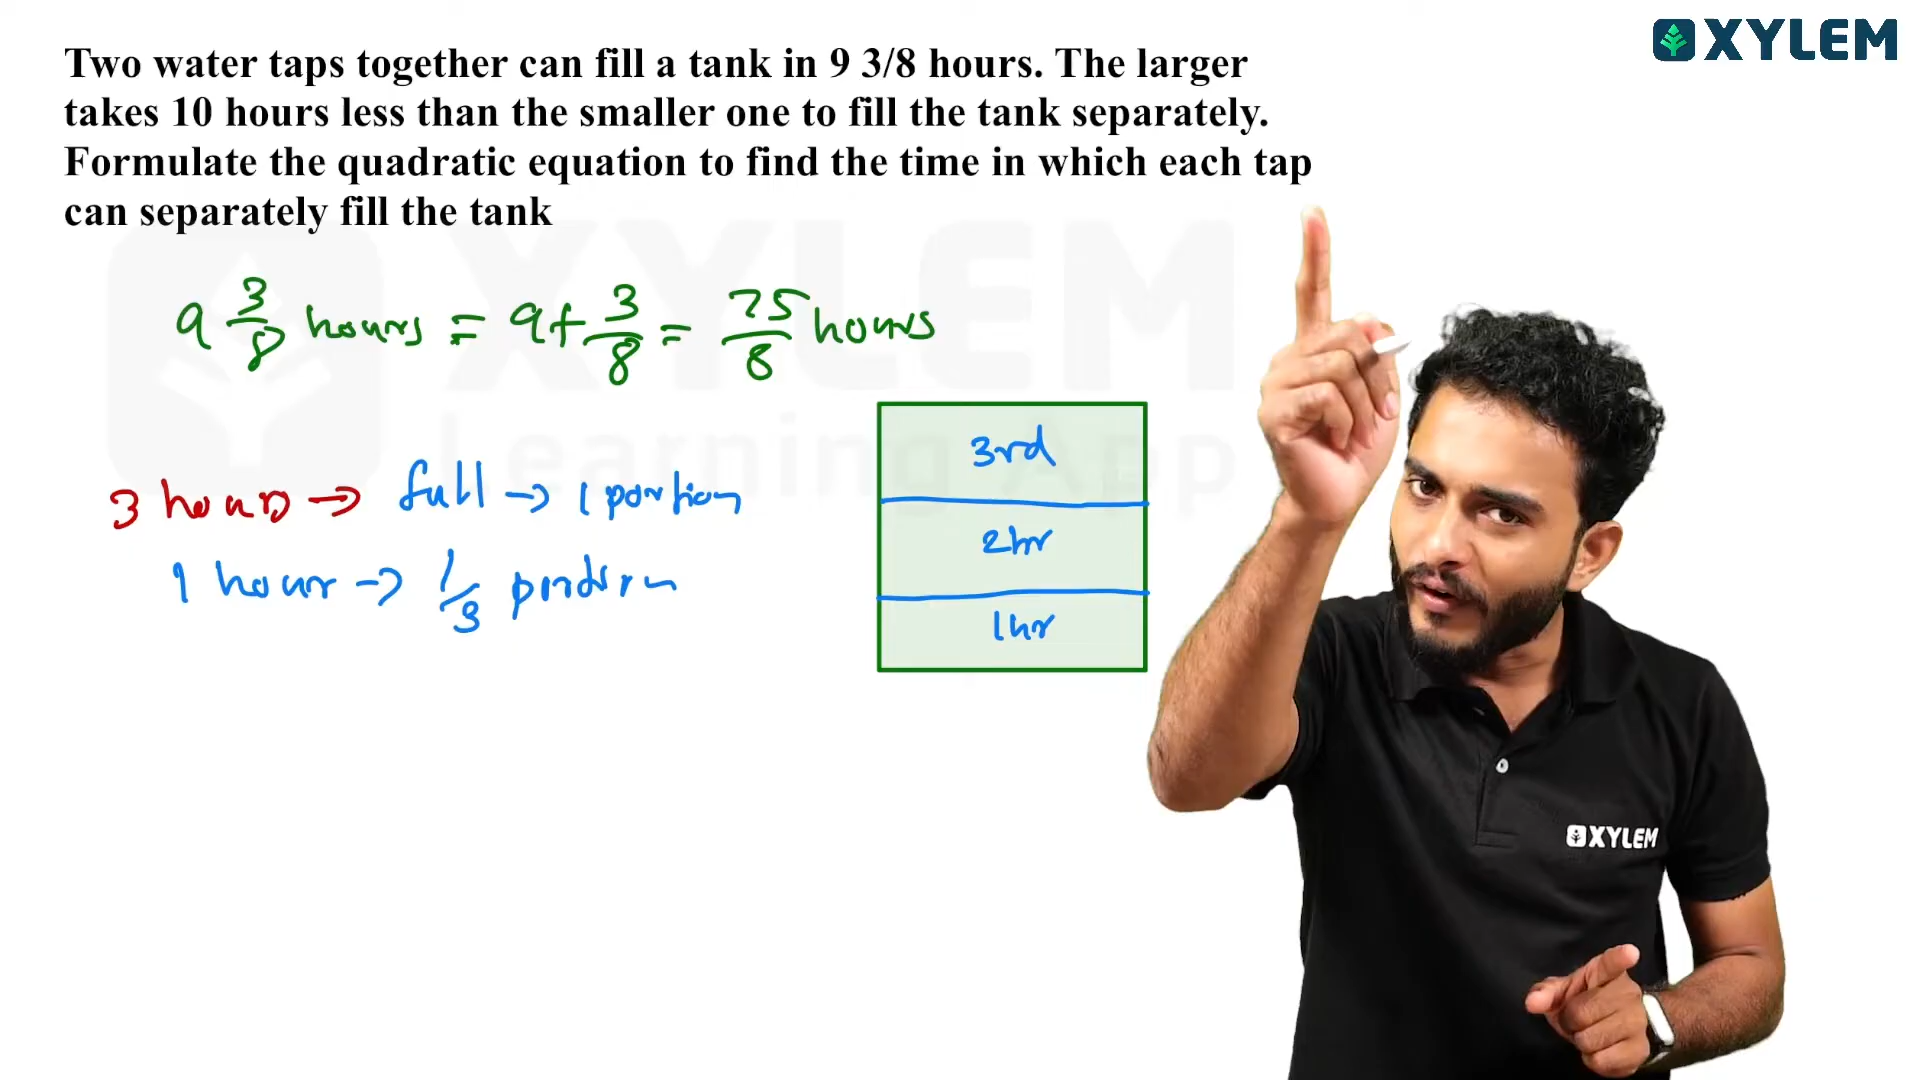 XYLEM
Two water taps together can fill a tank in 9 3/8 hours. The larger
takes 10 hours less than the smaller one to fill the tank separately.
Formulate the quadratic equation to find the time in which each tap
can separately fill the tank
9 3/8 hours = 9+ 3/8 = 75/8 hours
3 hours → full → 1 portion
1 hour → 1/3 portion
3rd
2hr
1hr
XYLEM
Learning App
XYLEM